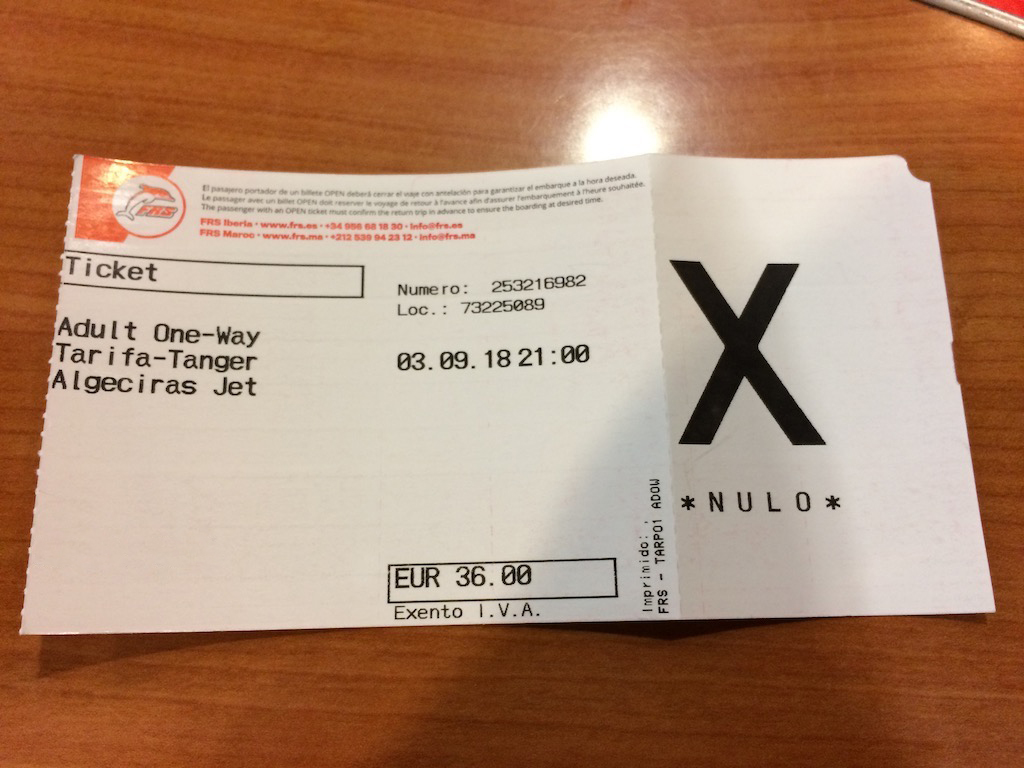 FRS
El pasajero portador de un billete OPEN deberá cerrar el viaje con antelación para garantizar el embarque a la hora deseada.
Le passager avec un billet OPEN doit reserver le voyage de retour à l'avance afin d'assurer l'embarquement à l'heure souhaitée.
The passenger with an OPEN ticket must confirm the return trip in advance to ensure the boarding at desired time.
FRS Iberia • www.frs.es • +34 956 68 18 30 • info@frs.es
FRS Maroc • www.frs.ma • +212 539 94 23 12 • info@frs.ma
Ticket
Numero: 253216982
Loc.: 73225089
Adult One-Way
Tarifa-Tanger
Algeciras Jet
03.09.18 21:00
EUR 36.00
Exento I.V.A.
Imprimido: .
FRS - TARPO1 ADOW
X
*NULO*